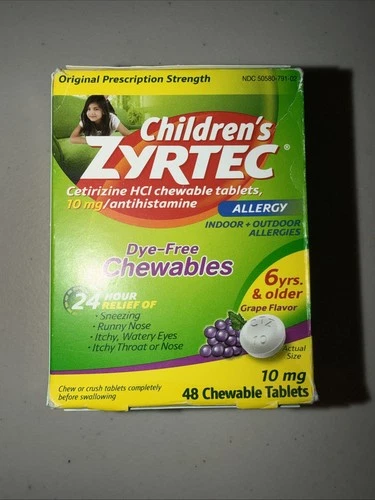 Original Prescription Strength
NDC 50580-791-02
Children's
ZYRTEC®
Cetirizine HCl chewable tablets,
10 mg/antihistamine
ALLERGY
INDOOR + OUTDOOR
ALLERGIES
Dye-Free
Chewables
6yrs.
& older
Grape Flavor
24 HOUR
RELIEF OF
• Sneezing
• Runny Nose
• Itchy, Watery Eyes
• Itchy Throat or Nose
Actual
Size
10 mg
48 Chewable Tablets
Chew or crush tablets completely
before swallowing